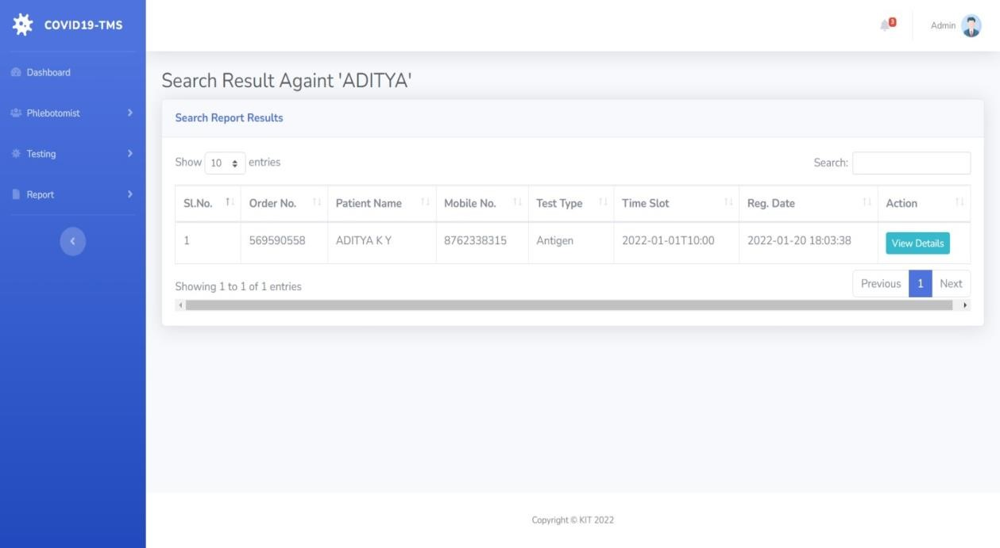 COVID19-TMS
3
Admin
Dashboard
Phlebotomist
Testing
Report
Search Result Againt 'ADITYA'
Search Report Results
Show 10 entries
Search:
Sl.No. Order No. Patient Name Mobile No. Test Type Time Slot Reg. Date Action
1 569590558 ADITYA K Y 8762338315 Antigen 2022-01-01T10:00 2022-01-20 18:03:38 View Details
Showing 1 to 1 of 1 entries
Previous 1 Next
Copyright © KIT 2022